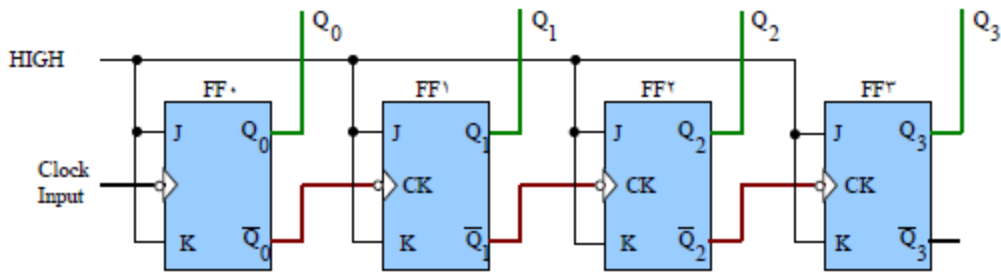 Q0 Q1 Q2 Q3
HIGH
FF۰ FF۱ FF۲ FF۳
J Q0 J Q1 J Q2 J Q3
Clock
Input
CK CK CK
K Q̅0 K Q̅1 K Q̅2 K Q̅3